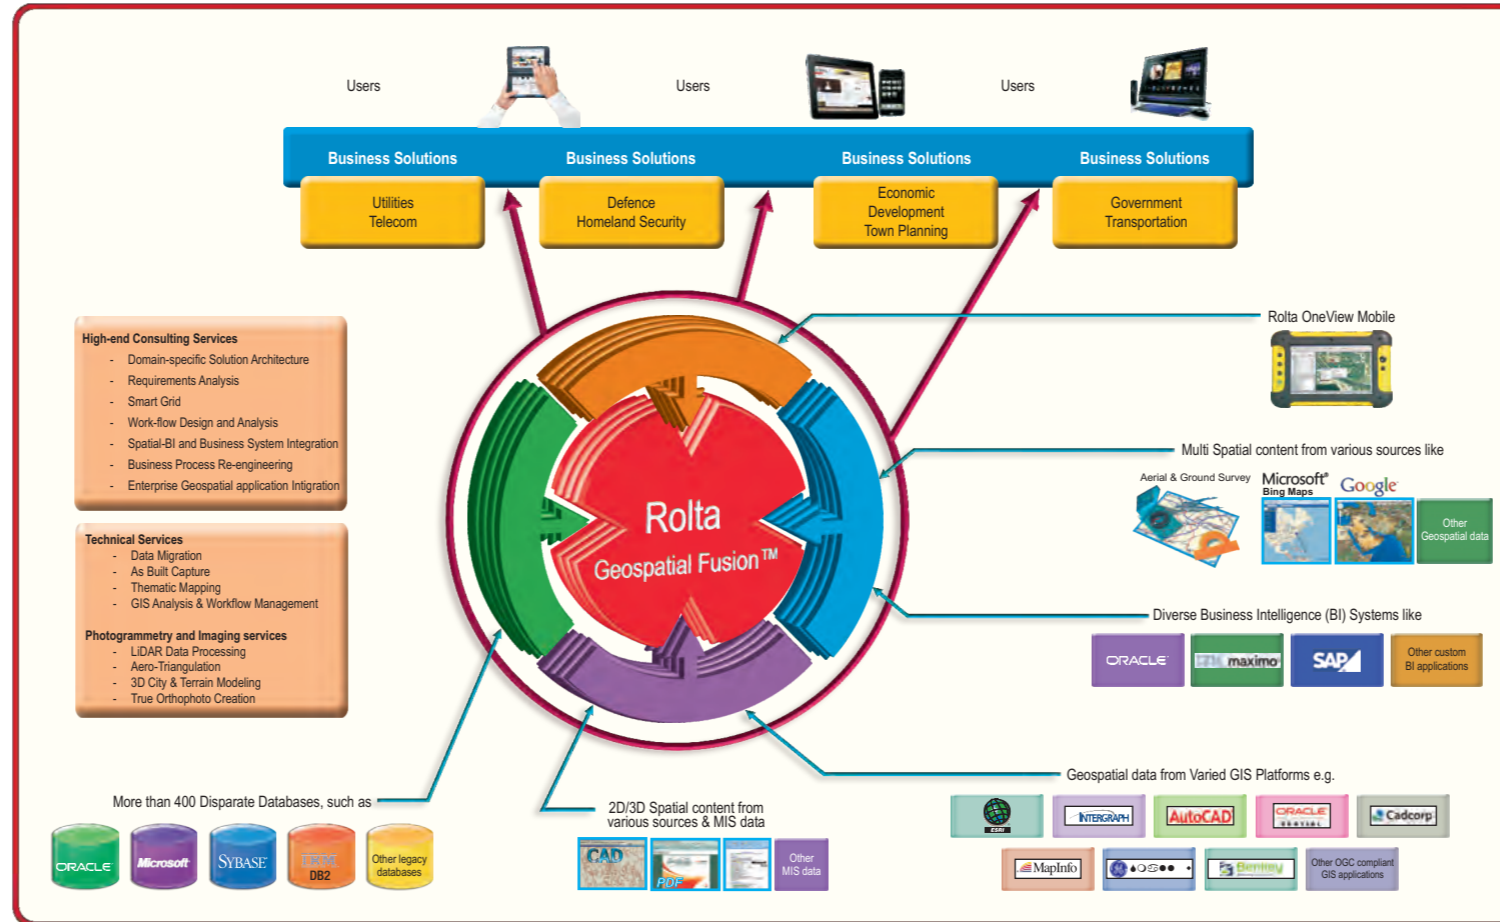 Users
Users
Users
Business Solutions
Business Solutions
Business Solutions
Business Solutions
Utilities
Telecom
Defence
Homeland Security
Economic
Development
Town Planning
Government
Transportation
High-end Consulting Services
- Domain-specific Solution Architecture
- Requirements Analysis
- Smart Grid
- Work-flow Design and Analysis
- Spatial-BI and Business System Integration
- Business Process Re-engineering
- Enterprise Geospatial application Intigration
Technical Services
- Data Migration
- As Built Capture
- Thematic Mapping
- GIS Analysis & Workflow Management
Photogrammetry and Imaging services
- LiDAR Data Processing
- Aero-Triangulation
- 3D City & Terrain Modeling
- True Orthophoto Creation
Rolta
Geospatial Fusion™
Rolta OneView Mobile
Multi Spatial content from various sources like
Aerial & Ground Survey
Microsoft®
Bing Maps
Google
Other
Geospatial data
Diverse Business Intelligence (BI) Systems like
ORACLE
maximo
SAP
Other custom
BI applications
Geospatial data from Varied GIS Platforms e.g.
ESRI
INTERGRAPH
AutoCAD
ORACLE
SPATIAL
Cadcorp
MapInfo
Bentley
Other OGC compliant
GIS applications
2D/3D Spatial content from
various sources & MIS data
CAD
PDF
Other
MIS data
More than 400 Disparate Databases, such as
ORACLE
Microsoft
SYBASE
IBM
DB2
Other legacy
databases